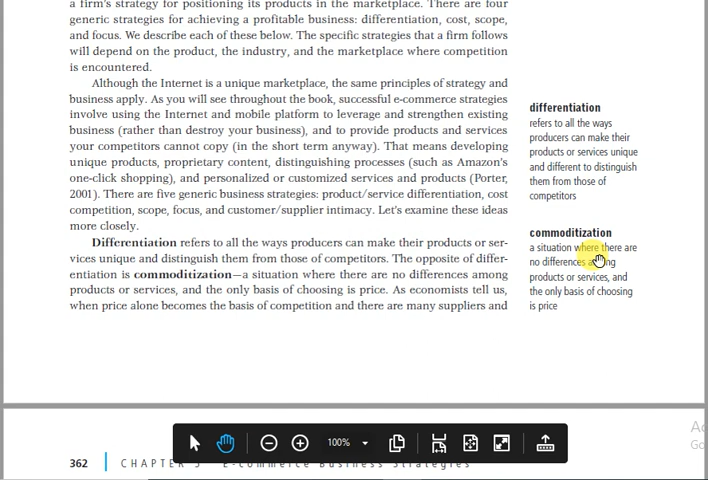 a firm's strategy for positioning its products in the marketplace. There are four
generic strategies for achieving a profitable business: differentiation, cost, scope,
and focus. We describe each of these below. The specific strategies that a firm follows
will depend on the product, the industry, and the marketplace where competition
is encountered.
Although the Internet is a unique marketplace, the same principles of strategy and
business apply. As you will see throughout the book, successful e-commerce strategies
involve using the Internet and mobile platform to leverage and strengthen existing
business (rather than destroy your business), and to provide products and services
your competitors cannot copy (in the short term anyway). That means developing
unique products, proprietary content, distinguishing processes (such as Amazon's
one-click shopping), and personalized or customized services and products (Porter,
2001). There are five generic business strategies: product/service differentiation, cost
competition, scope, focus, and customer/supplier intimacy. Let's examine these ideas
more closely.
Differentiation refers to all the ways producers can make their products or ser-
vices unique and distinguish them from those of competitors. The opposite of differ-
entiation is commoditization—a situation where there are no differences among
products or services, and the only basis of choosing is price. As economists tell us,
when price alone becomes the basis of competition and there are many suppliers and
differentiation
refers to all the ways
producers can make their
products or services unique
and different to distinguish
them from those of
competitors
commoditization
a situation where there are
no differences among
products or services, and
the only basis of choosing
is price
100%
362 CHAPTER 5 E-commerce Business Strategies